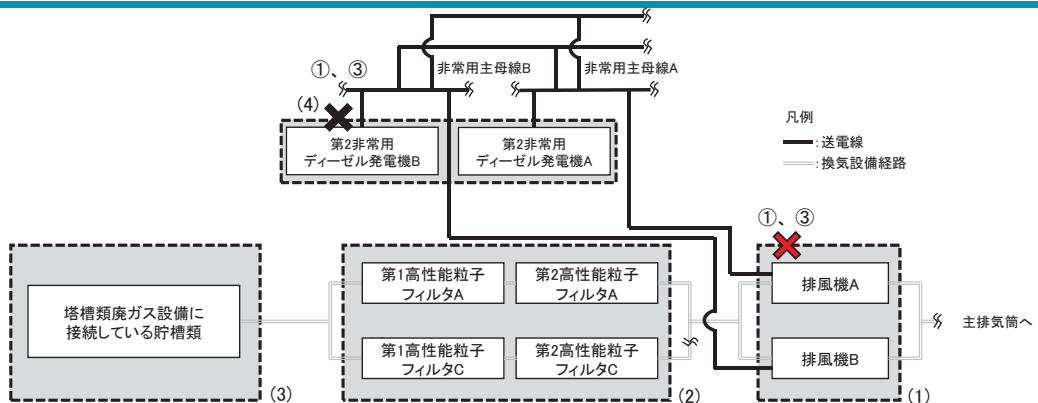 非常用主母線B
非常用主母線A
①、③
(4)
第2非常用
ディーゼル発電機B
第2非常用
ディーゼル発電機A
凡例
:送電線
:換気設備経路
①、③
塔槽類廃ガス設備に
接続している貯槽類
(3)
第1高性能粒子
フィルタA
第2高性能粒子
フィルタA
第1高性能粒子
フィルタC
第2高性能粒子
フィルタC
(2)
排風機A
排風機B
(1)
主排気筒へ